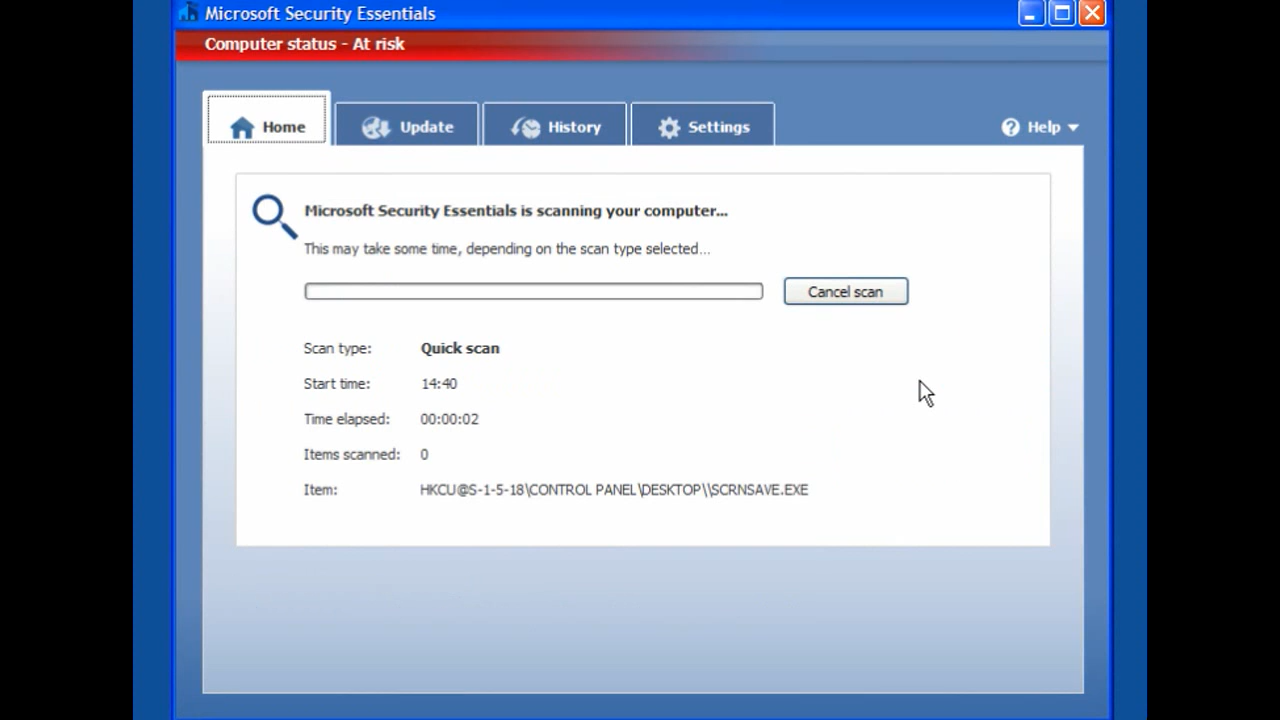 Microsoft Security Essentials
Computer status - At risk
Home
Update
History
Settings
Help
Microsoft Security Essentials is scanning your computer...
This may take some time, depending on the scan type selected...
Cancel scan
Scan type: Quick scan
Start time: 14:40
Time elapsed: 00:00:02
Items scanned: 0
Item: HKCU@S-1-5-18\CONTROL PANEL\DESKTOP\\SCRNSAVE.EXE